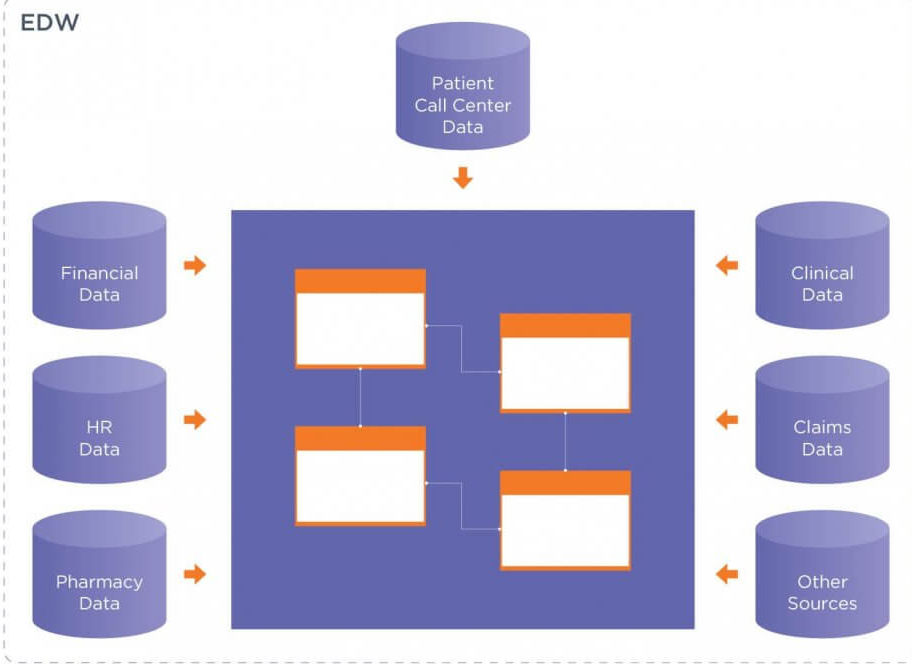 EDW
Patient
Call Center
Data
Financial
Data
Clinical
Data
HR
Data
Claims
Data
Pharmacy
Data
Other
Sources